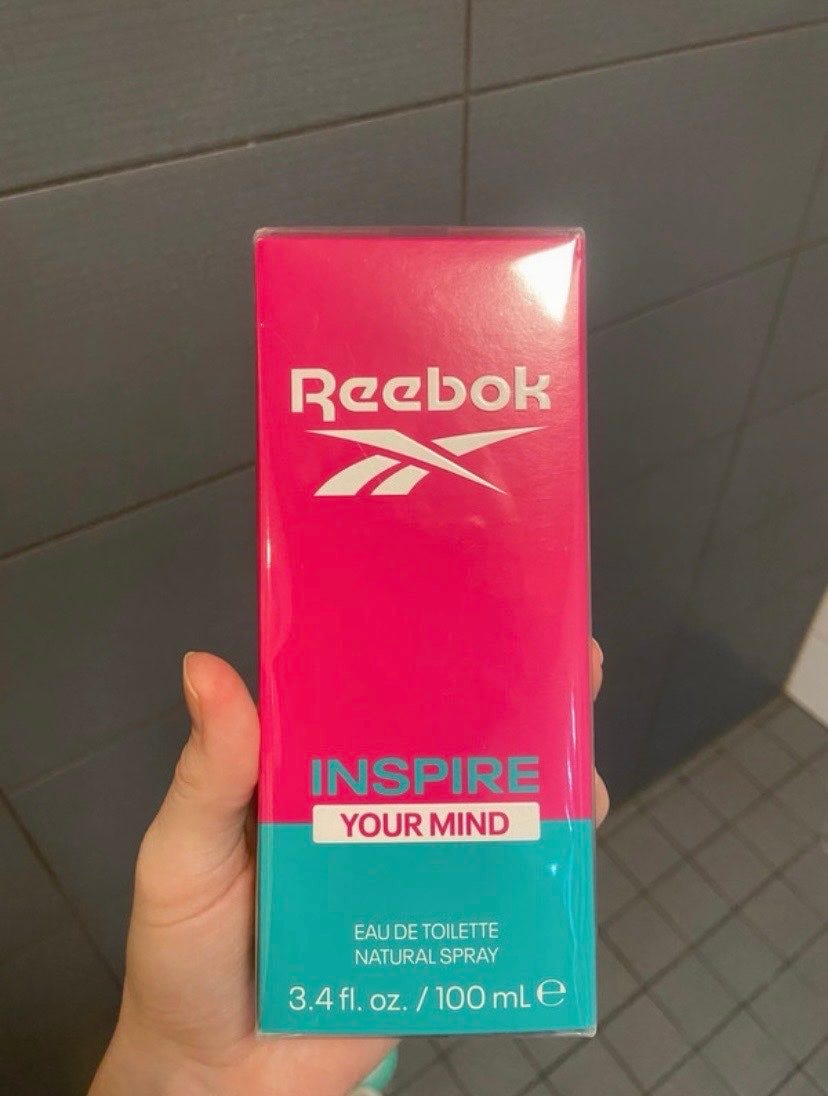 Reebok
INSPIRE
YOUR MIND
EAU DE TOILETTE
NATURAL SPRAY
3.4 fl. oz. / 100 mL ℮